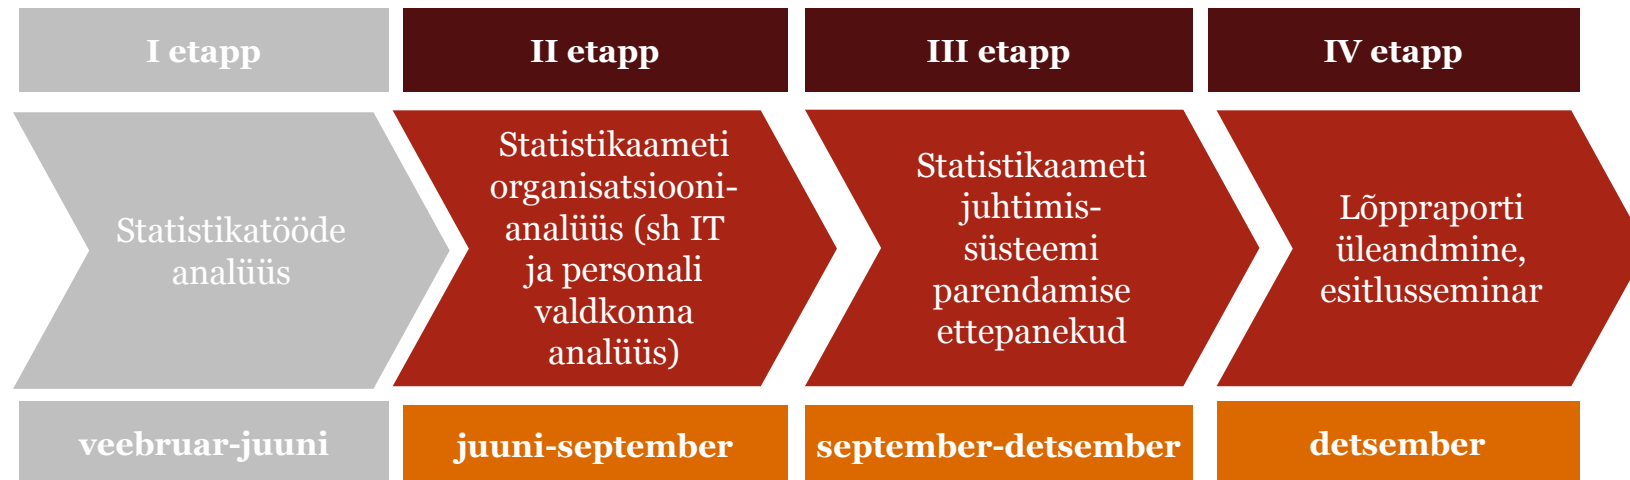 I etapp
II etapp
III etapp
IV etapp
Statistikatööde
analüüs
Statistikaameti
organisatsiooni-
analüüs (sh IT
ja personali
valdkonna
analüüs)
Statistikaameti
juhtimis-
süsteemi
parendamise
ettepanekud
Lõppraporti
üleandmine,
esitlusseminar
veebruar-juuni
juuni-september
september-detsember
detsember